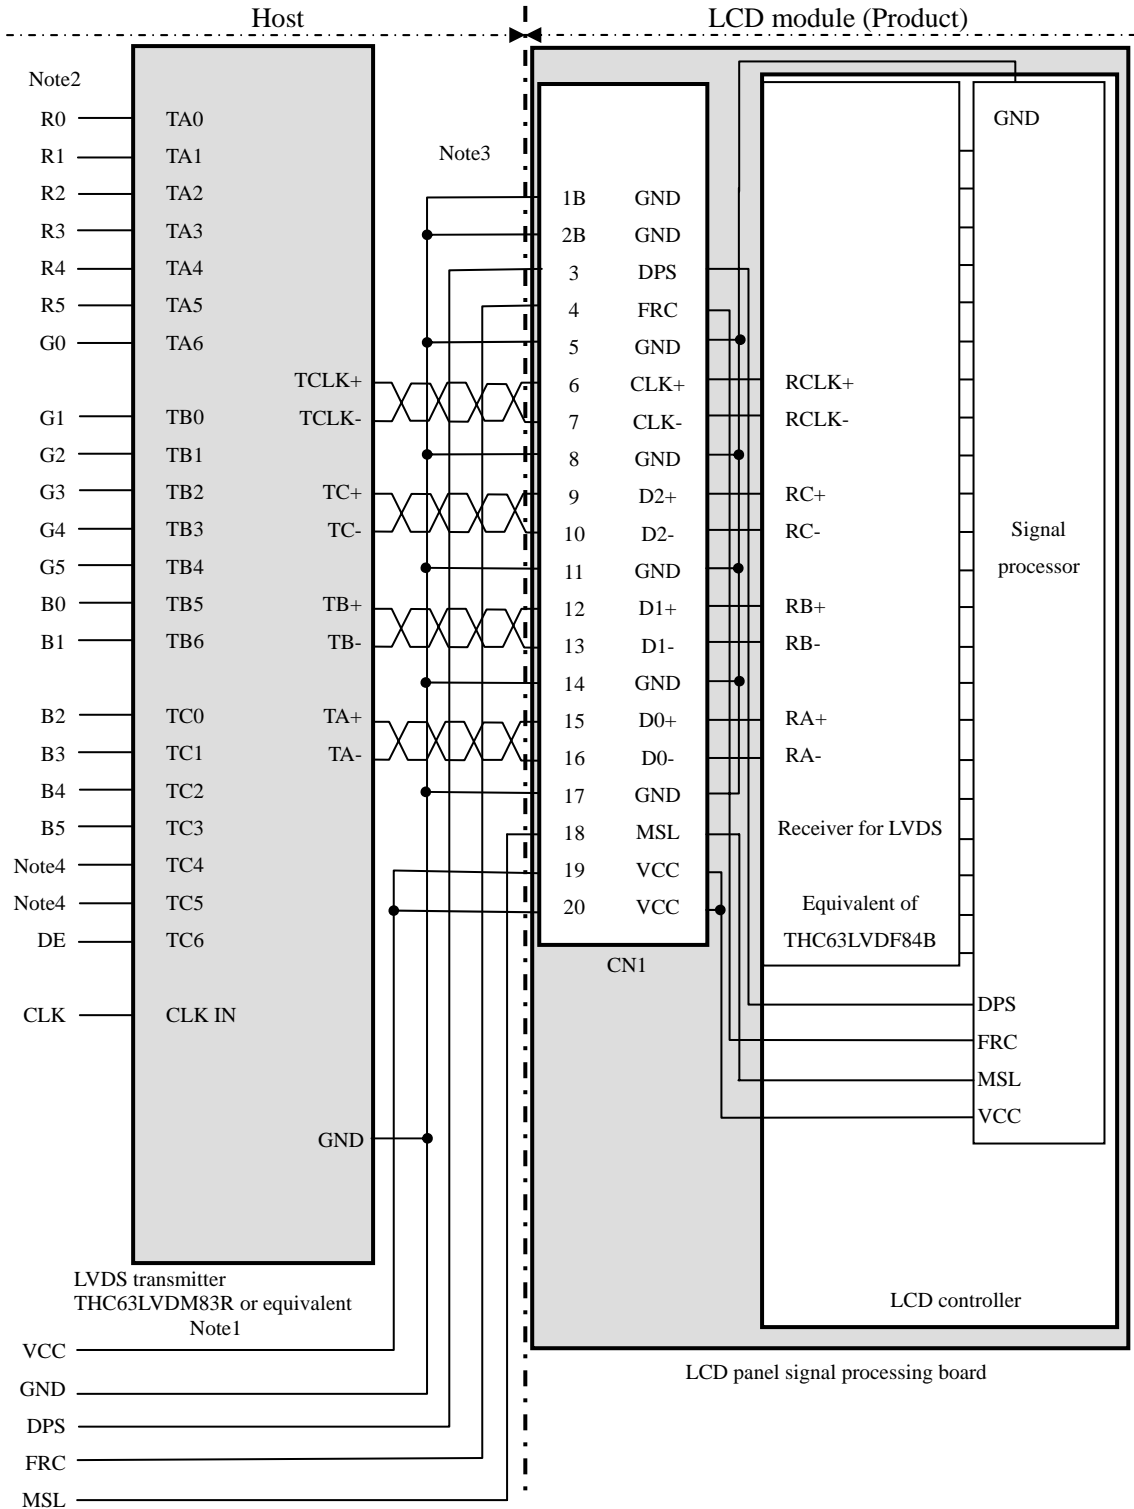 Host LCD module (Product)
Note2
R0 TA0 GND
R1 TA1 Note3
R2 TA2 1B GND
R3 TA3 2B GND
R4 TA4 3 DPS
R5 TA5 4 FRC
G0 TA6 5 GND
TCLK+ 6 CLK+ RCLK+
G1 TB0 TCLK- 7 CLK- RCLK-
G2 TB1 8 GND
G3 TB2 TC+ 9 D2+ RC+
G4 TB3 TC- 10 D2- RC- Signal
G5 TB4 11 GND processor
B0 TB5 TB+ 12 D1+ RB+
B1 TB6 TB- 13 D1- RB-
14 GND
B2 TC0 TA+ 15 D0+ RA+
B3 TC1 TA- 16 D0- RA-
B4 TC2 17 GND
B5 TC3 18 MSL Receiver for LVDS
Note4 TC4 19 VCC
Note4 TC5 20 VCC Equivalent of
DE TC6 THC63LVDF84B
CN1
DPS
CLK CLK IN
FRC
MSL
VCC
GND
LVDS transmitter
THC63LVDM83R or equivalent
LCD controller
Note1
VCC
LCD panel signal processing board
GND
DPS
FRC
MSL